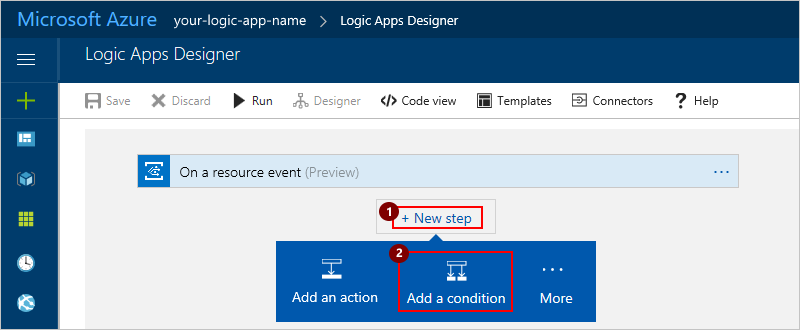 Microsoft Azure your-logic-app-name > Logic Apps Designer
Logic Apps Designer
Save Discard Run Designer Code view Templates Connectors ? Help
On a resource event (Preview) ...
1 + New step
2
Add an action Add a condition More